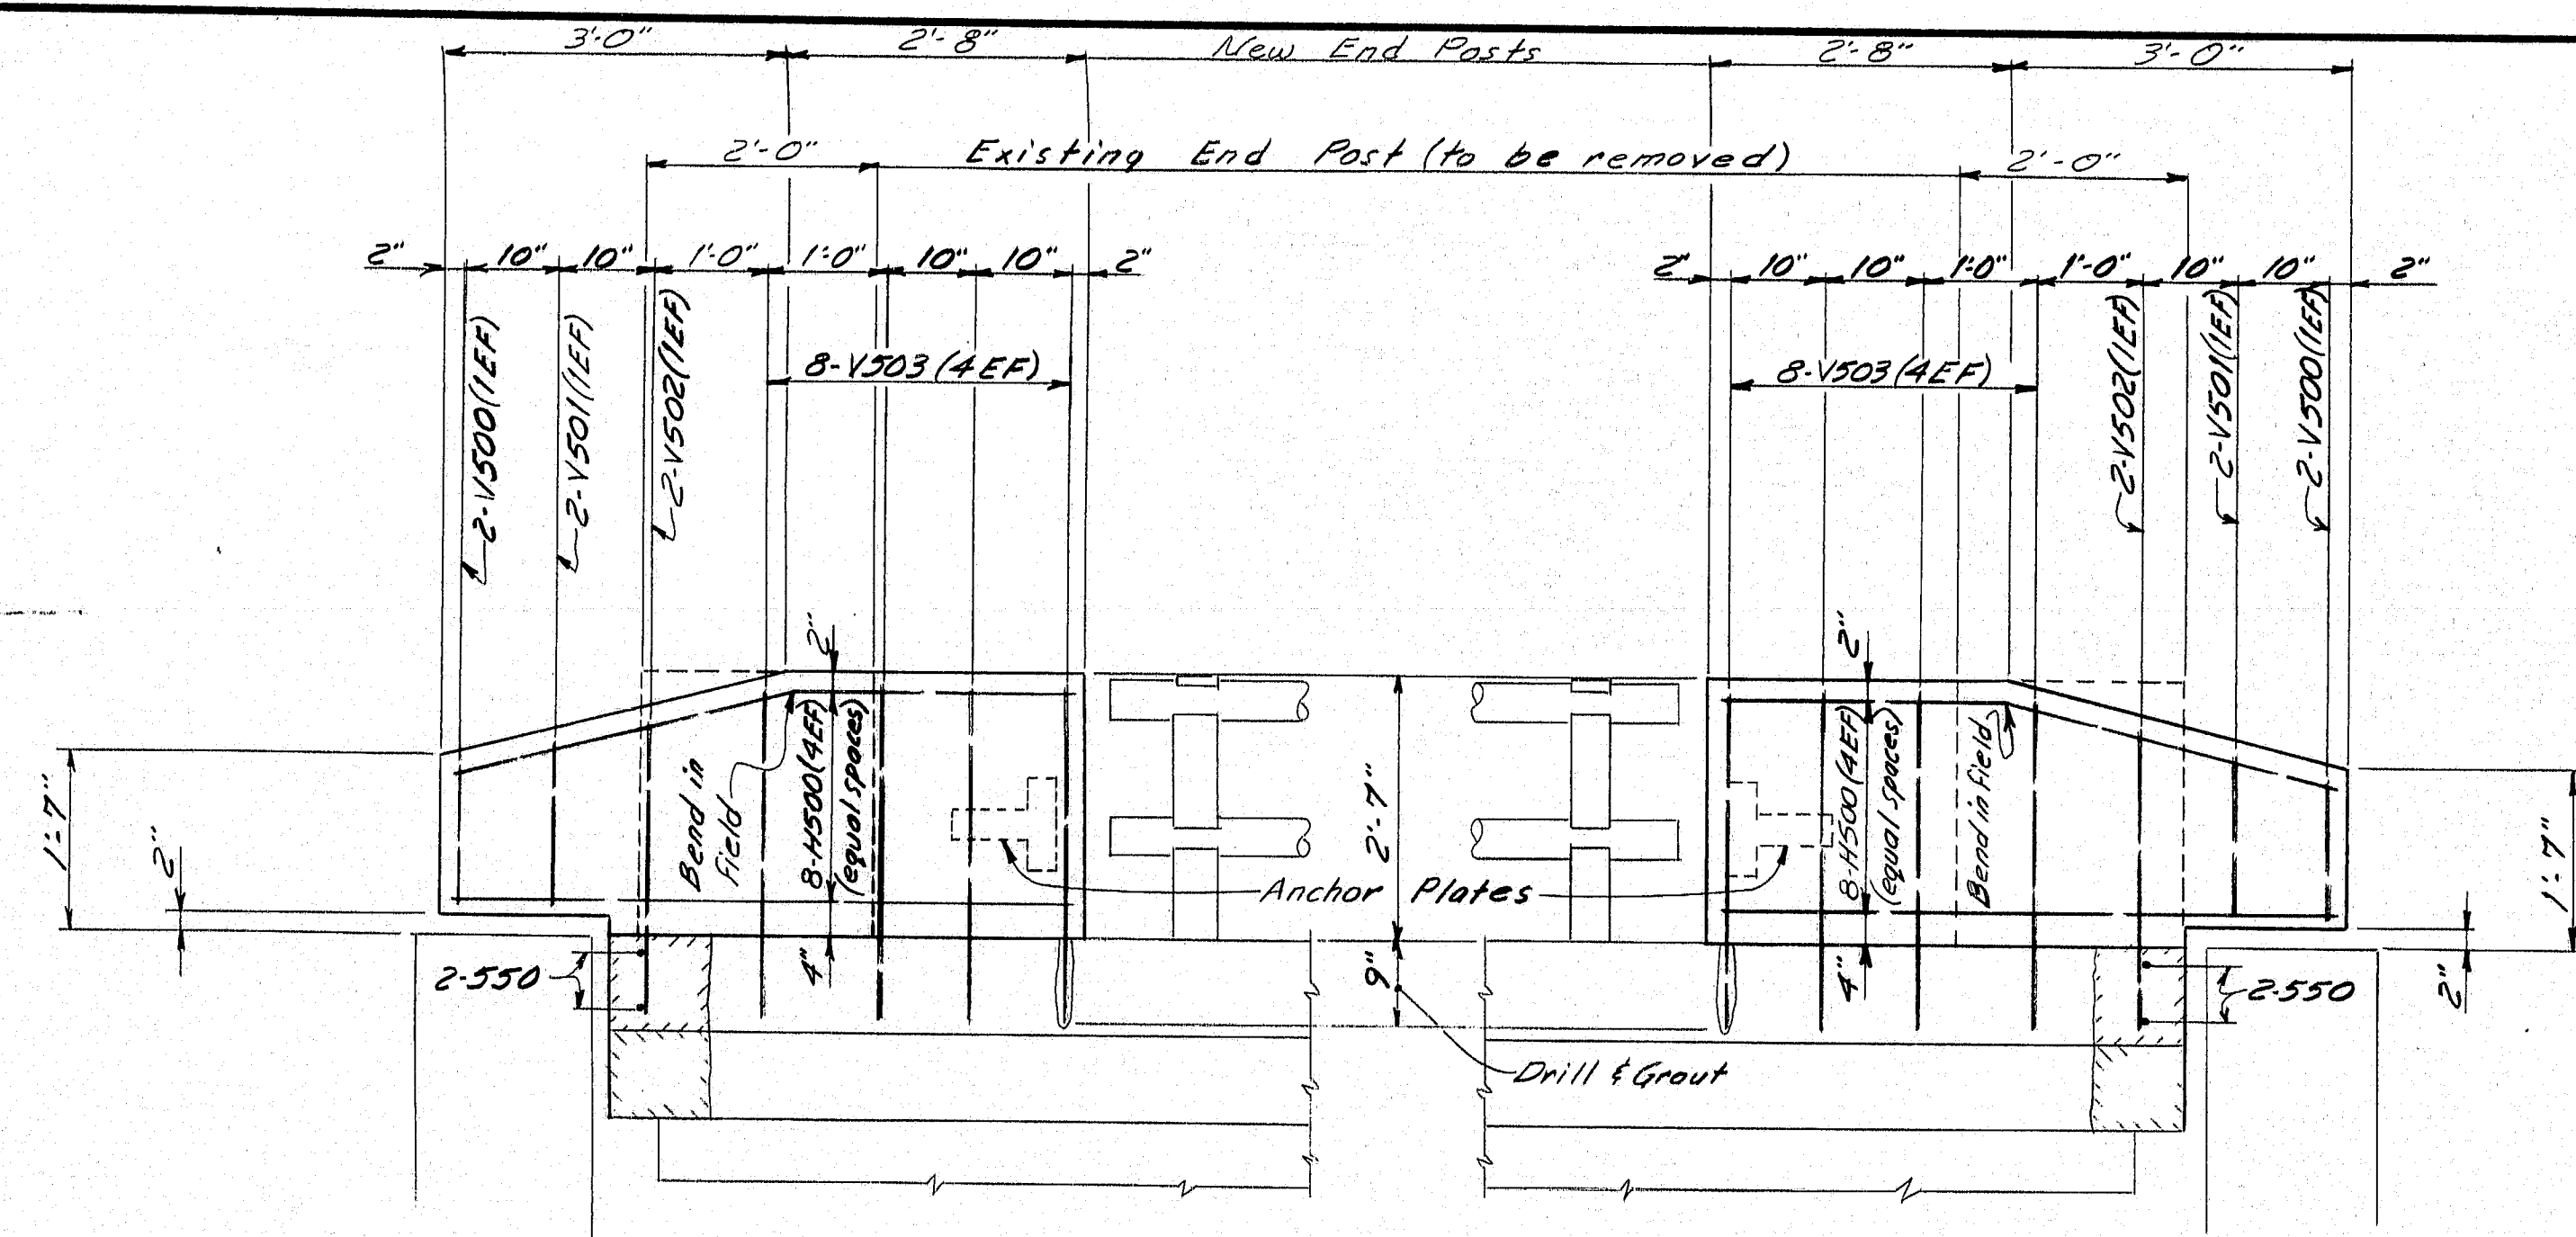 3'-0" 2'-8" New End Posts 2'-8" 3'-0"
2'-0" Existing End Post (to be removed) 2'-0"
2" 10" 10" 1'-0" 1'-0" 10" 10" 2" 2" 10" 10" 1'-0" 1'-0" 10" 10" 2"
8-V503 (4EF) 8-V503 (4EF)
2-V500 (1EF)
2-V501 (1EF)
2-V502 (1EF)
2-V502 (1EF)
2-V501 (1EF)
2-V500 (1EF)
2"
2"
Bend in
Field
8-H500 (4EF)
(equal spaces)
8-H500 (4EF)
(equal spaces)
Bend in field
1'-7"
2"
2'-7"
1'-7"
2"
Anchor Plates
2-550
4"
9"
4"
2-550
Drill & Grout